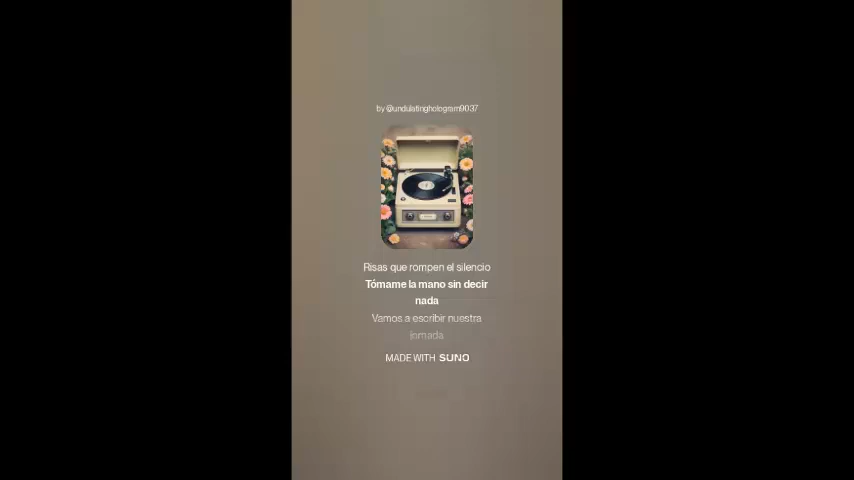 by @undulatinghologram9037
Risas que rompen el silencio
Tómame la mano sin decir
nada
Vamos a escribir nuestra
jornada
MADE WITH SUNO